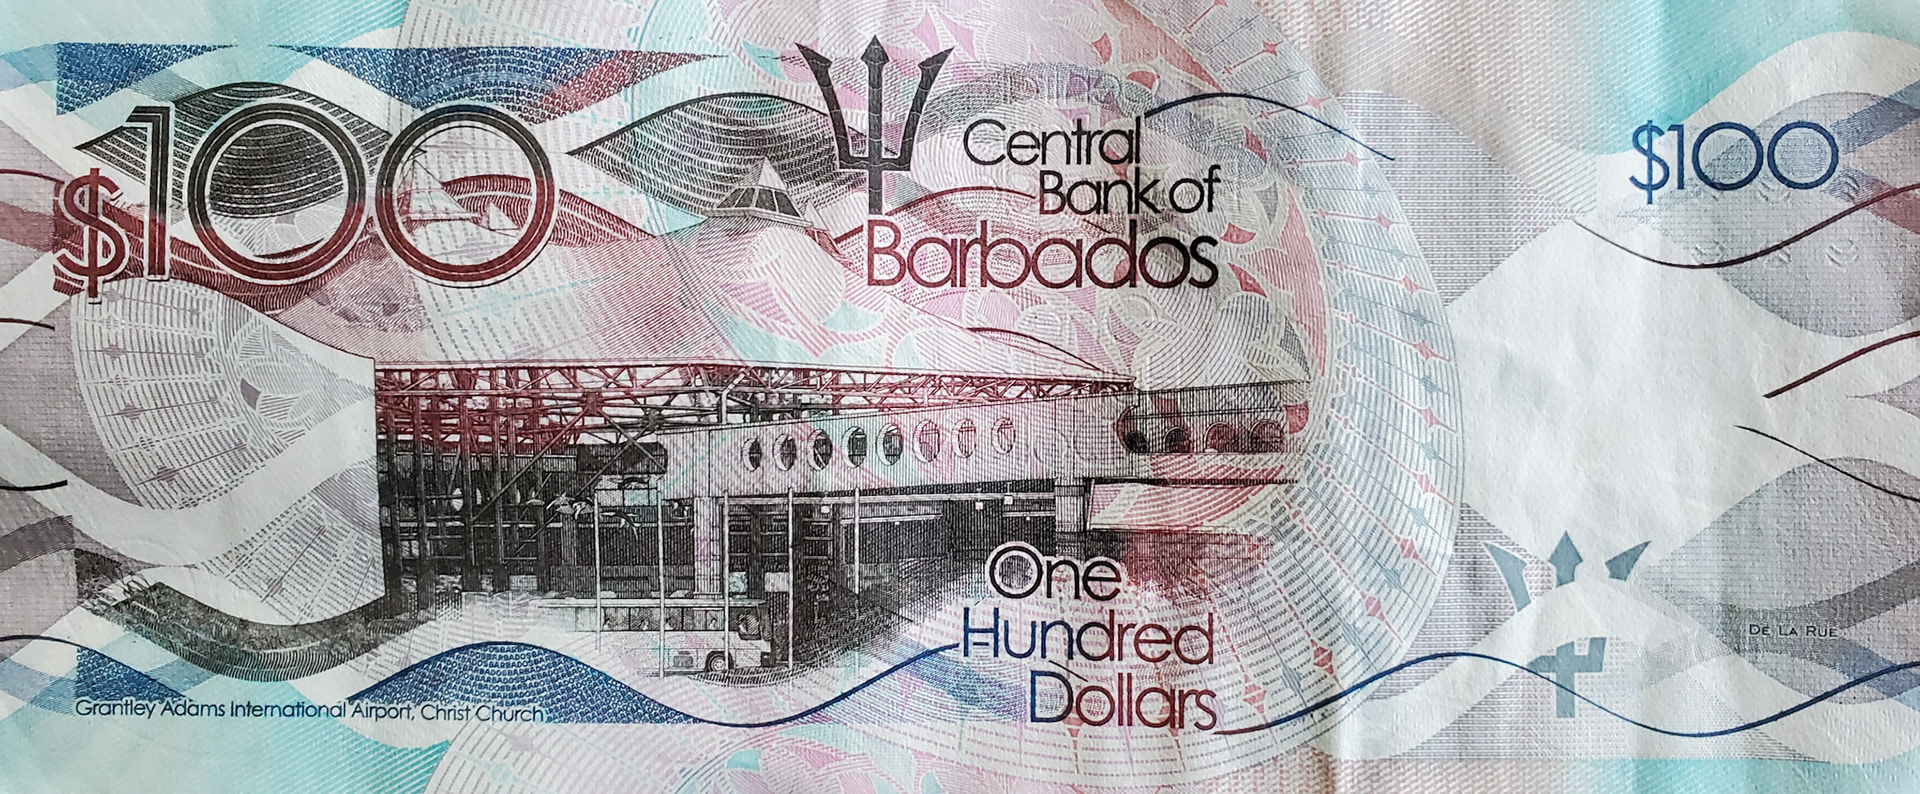 $100
Central
Bank of
Barbados
$100
One
Hundred
Dollars
DE LA RUE
Grantley Adams International Airport, Christ Church